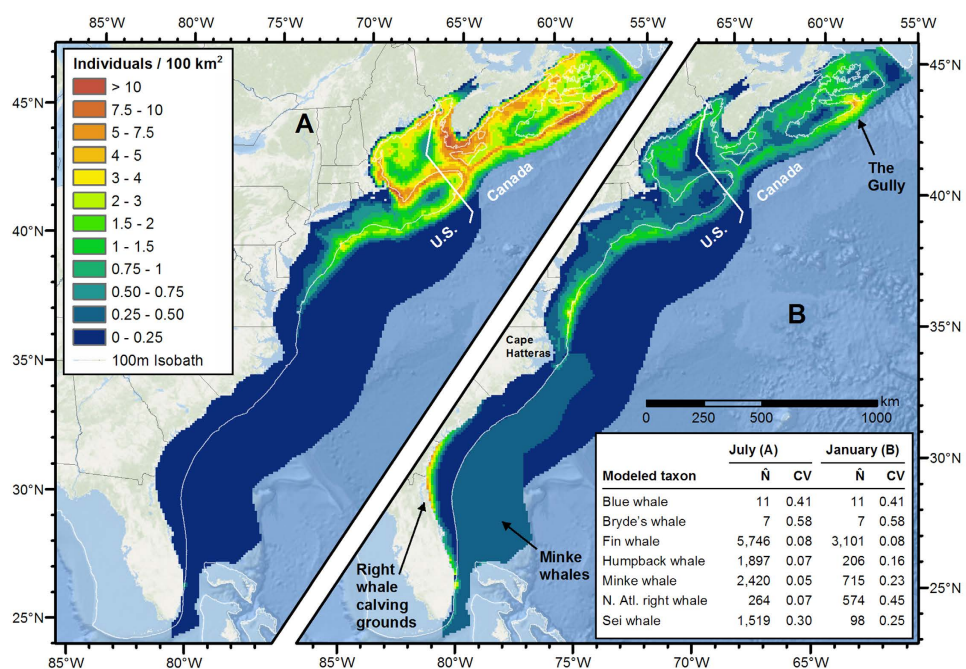 85°W 80°W 75°W 70°W 65°W 70°W 65°W 60°W 55°W
Individuals / 100 km²
> 10
7.5 - 10
5 - 7.5
4 - 5
3 - 4
2 - 3
1.5 - 2
1 - 1.5
0.75 - 1
0.50 - 0.75
0.25 - 0.50
0 - 0.25
100m Isobath
45°N
40°N
35°N
30°N
25°N
A
Canada
U.S.
The
Gully
Canada
U.S.
B
Cape
Hatteras
km
0 250 500 1000
Right
whale
calving
grounds
Minke
whales
July (A) January (B)
Modeled taxon N̂ CV N̂ CV
Blue whale 11 0.41 11 0.41
Bryde's whale 7 0.58 7 0.58
Fin whale 5,746 0.08 3,101 0.08
Humpback whale 1,897 0.07 206 0.16
Minke whale 2,420 0.05 715 0.23
N. Atl. right whale 264 0.07 574 0.45
Sei whale 1,519 0.30 98 0.25
45°N
40°N
35°N
30°N
25°N
85°W 80°W 85°W 80°W 75°W 70°W 65°W 60°W